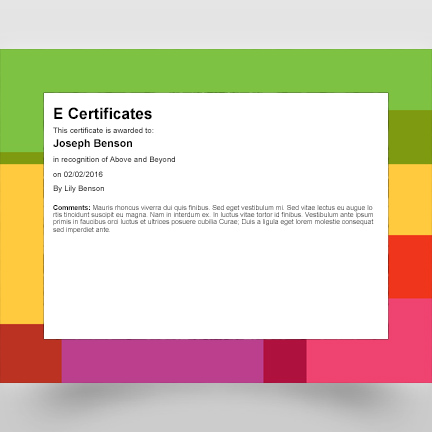 E Certificates
This certificate is awarded to:
Joseph Benson
in recognition of Above and Beyond
on 02/02/2016
By Lily Benson
Comments: Mauris rhoncus viverra dui quis finibus. Sed eget vestibulum mi. Sed vitae lectus eu augue lo
rtis tincidunt suscipit eu magna. Nam in interdum ex. In luctus vitae tortor id finibus. Vestibulum ante ipsum
primis in faucibus orci luctus et ultrices posuere cubilia Curae; Duis a ligula eget lorem molestie consequat
sed imperdiet ante.